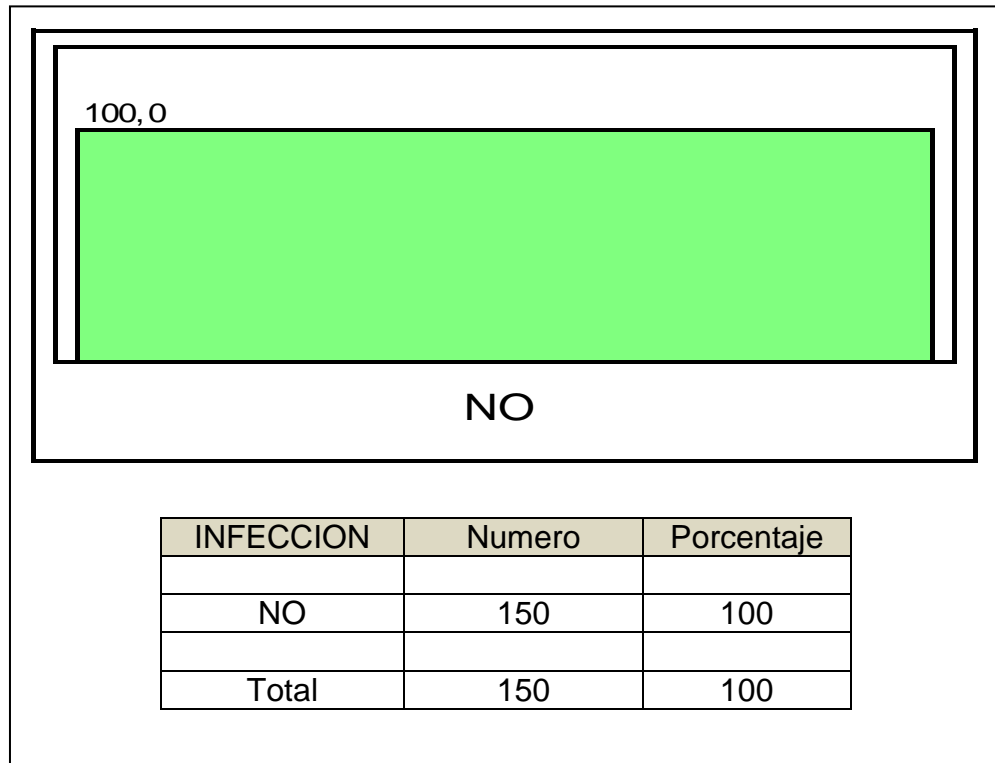 100,0
NO
INFECCION Numero Porcentaje
NO 150 100
Total 150 100